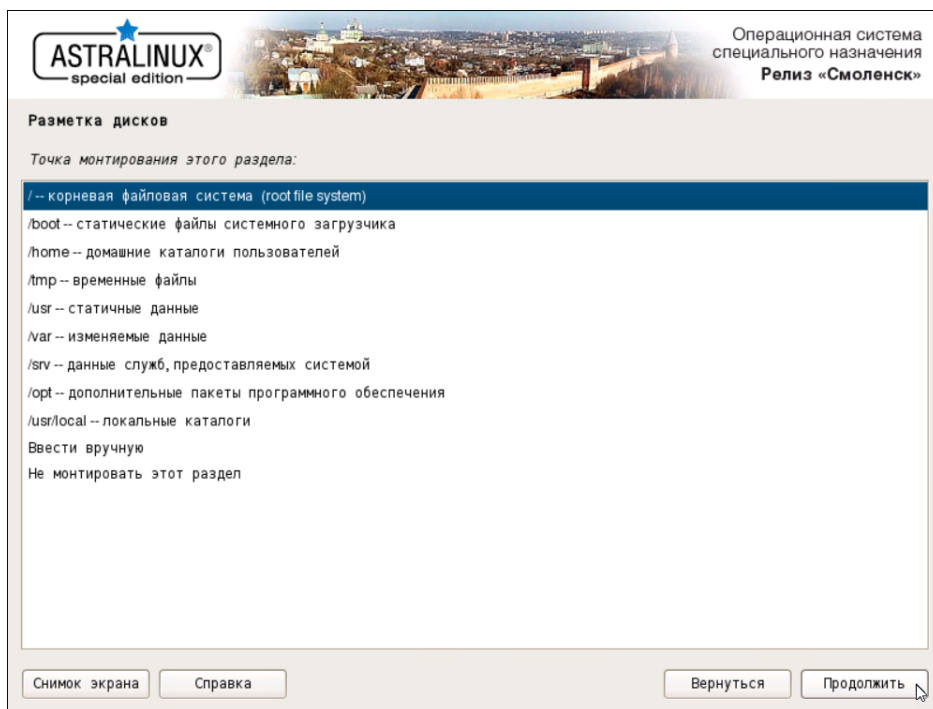 ASTRALINUX®
special edition
Операционная система
специального назначения
Релиз «Смоленск»
Разметка дисков
Точка монтирования этого раздела:
/ -- корневая файловая система (root file system)
/boot -- статические файлы системного загрузчика
/home -- домашние каталоги пользователей
/tmp -- временные файлы
/usr -- статичные данные
/var -- изменяемые данные
/srv -- данные служб, предоставляемых системой
/opt -- дополнительные пакеты программного обеспечения
/usr/local -- локальные каталоги
Ввести вручную
Не монтировать этот раздел
Снимок экрана Справка Вернуться Продолжить